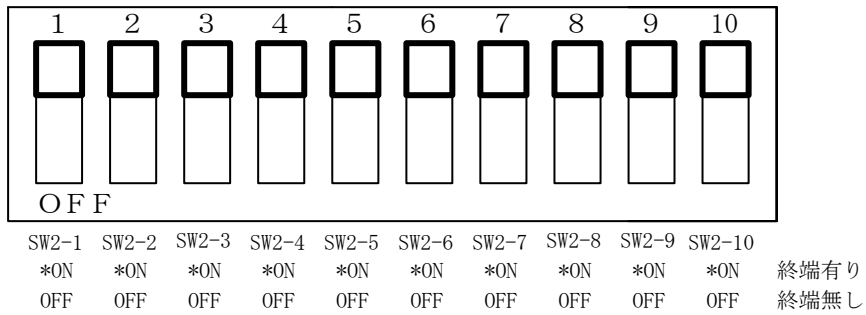 1 2 3 4 5 6 7 8 9 10
OFF
SW2-1 SW2-2 SW2-3 SW2-4 SW2-5 SW2-6 SW2-7 SW2-8 SW2-9 SW2-10
*ON *ON *ON *ON *ON *ON *ON *ON *ON *ON 終端有り
OFF OFF OFF OFF OFF OFF OFF OFF OFF OFF 終端無し